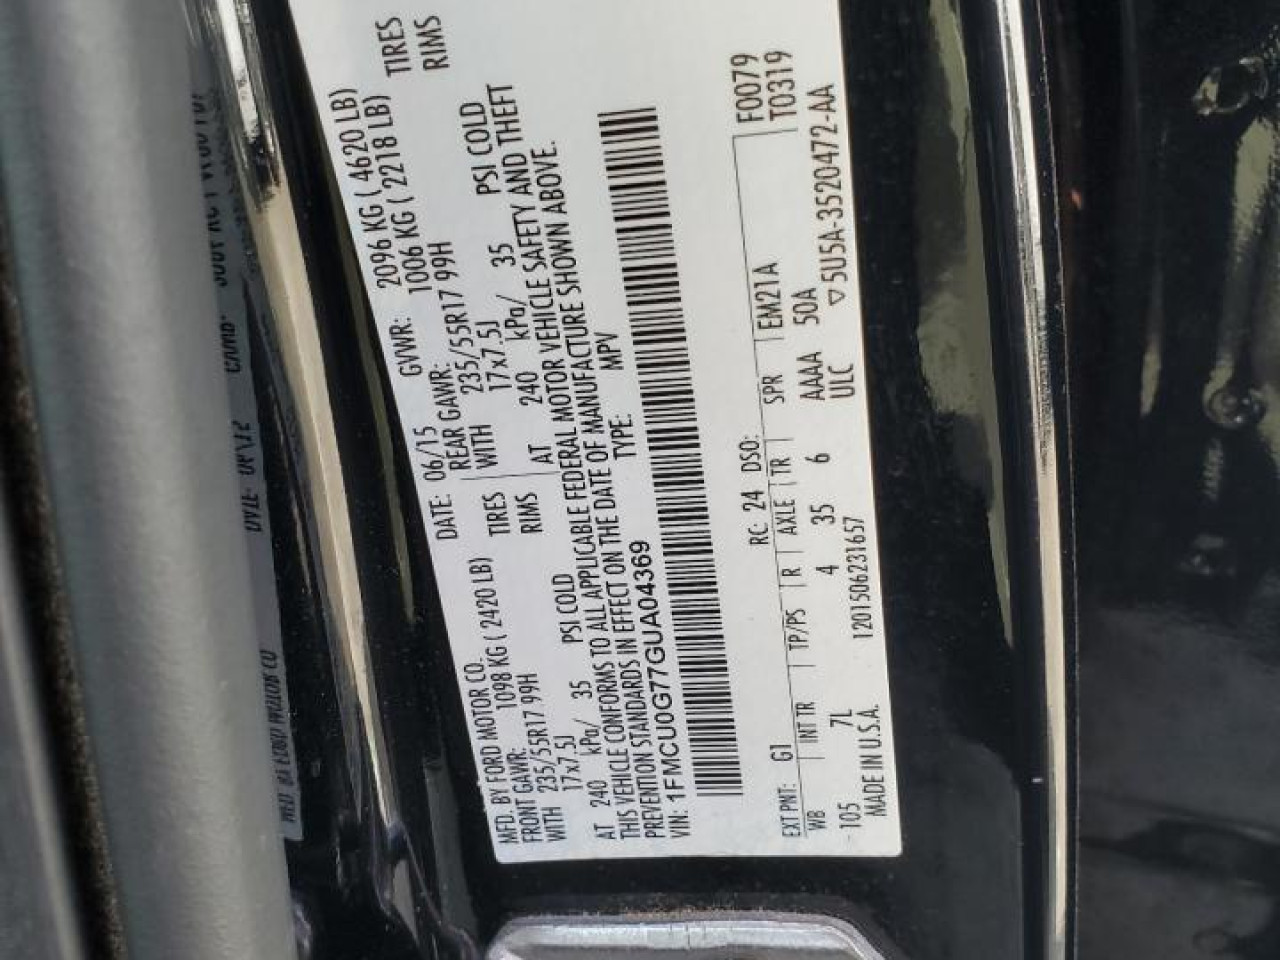 MFD. BY FORD MOTOR CO.
DATE: 06/15 GVWR: 2096 KG ( 4620 LB)
FRONT GAWR: 1098 KG ( 2420 LB) REAR GAWR: 1006 KG ( 2218 LB)
WITH 235/55R17 99H TIRES WITH 235/55R17 99H TIRES
17x7.5J RIMS 17x7.5J RIMS
AT 240 kPa/ 35 PSI COLD AT 240 kPa/ 35 PSI COLD
THIS VEHICLE CONFORMS TO ALL APPLICABLE FEDERAL MOTOR VEHICLE SAFETY AND THEFT
PREVENTION STANDARDS IN EFFECT ON THE DATE OF MANUFACTURE SHOWN ABOVE.
VIN: 1FMCU0G77GUA04369 TYPE: MPV
F0079
T0319
EXT PNT: G1 RC: 24 DSO:
WB INT TR TP/PS R AXLE TR SPR EM21A
105 7L 4 35 6 AAAA 50A
ULC
MADE IN U.S.A. 1201506231657 ▽5U5A-3520472-AA